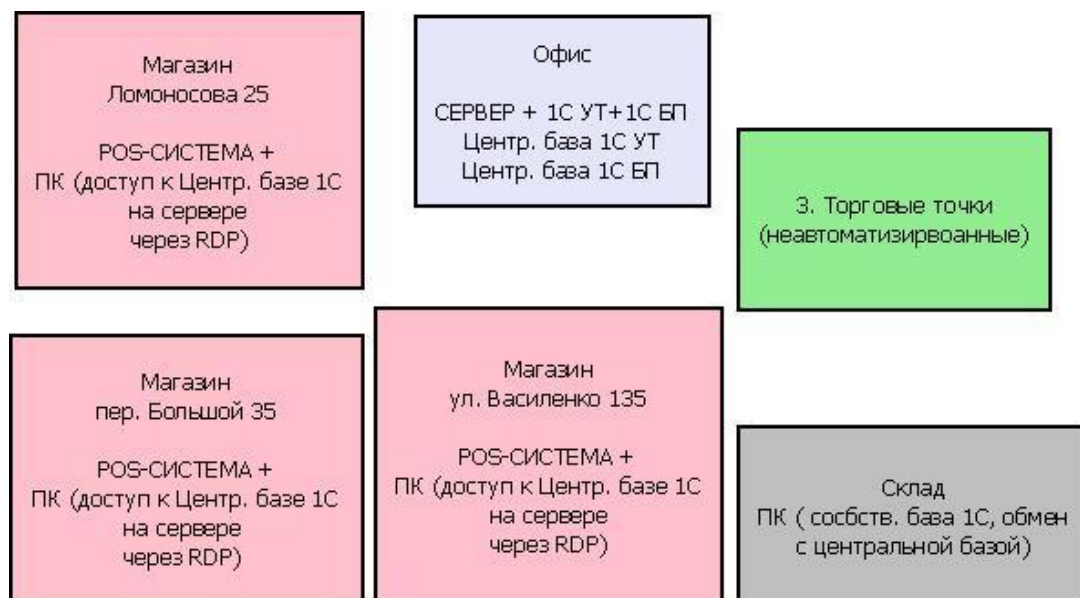 Магазин
Ломоносова 25
POS-СИСТЕМА +
ПК (доступ к Центр. базе 1С
на сервере
через RDP)
Офис
СЕРВЕР + 1С УТ+1С БП
Центр. база 1С УТ
Центр. база 1С БП
3. Торговые точки
(неавтоматизирвоанные)
Магазин
пер. Большой 35
POS-СИСТЕМА +
ПК (доступ к Центр. базе 1С
на сервере
через RDP)
Магазин
ул. Василенко 135
POS-СИСТЕМА +
ПК (доступ к Центр. базе 1С
на сервере
через RDP)
Склад
ПК ( сосбств. база 1С, обмен
с центральной базой)